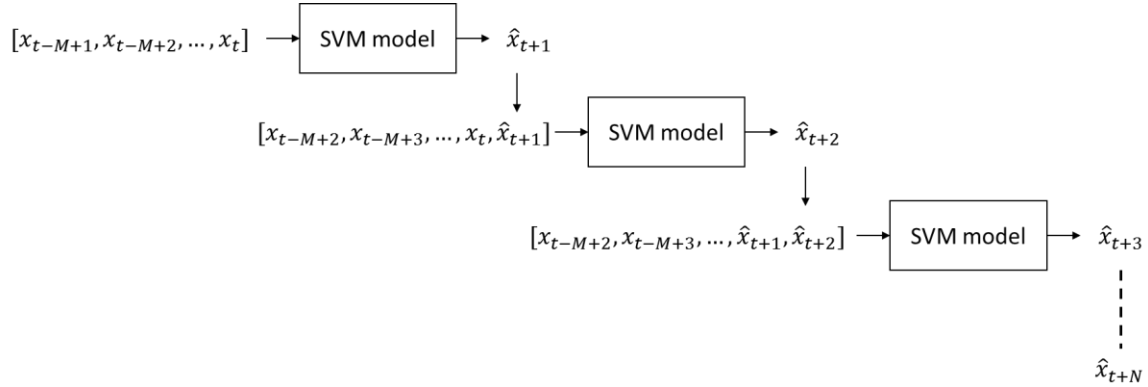 [x_{t-M+1}, x_{t-M+2}, ..., x_t] SVM model x̂_{t+1}
[x_{t-M+2}, x_{t-M+3}, ..., x_t, x̂_{t+1}] SVM model x̂_{t+2}
[x_{t-M+2}, x_{t-M+3}, ..., x̂_{t+1}, x̂_{t+2}] SVM model x̂_{t+3}
x̂_{t+N}